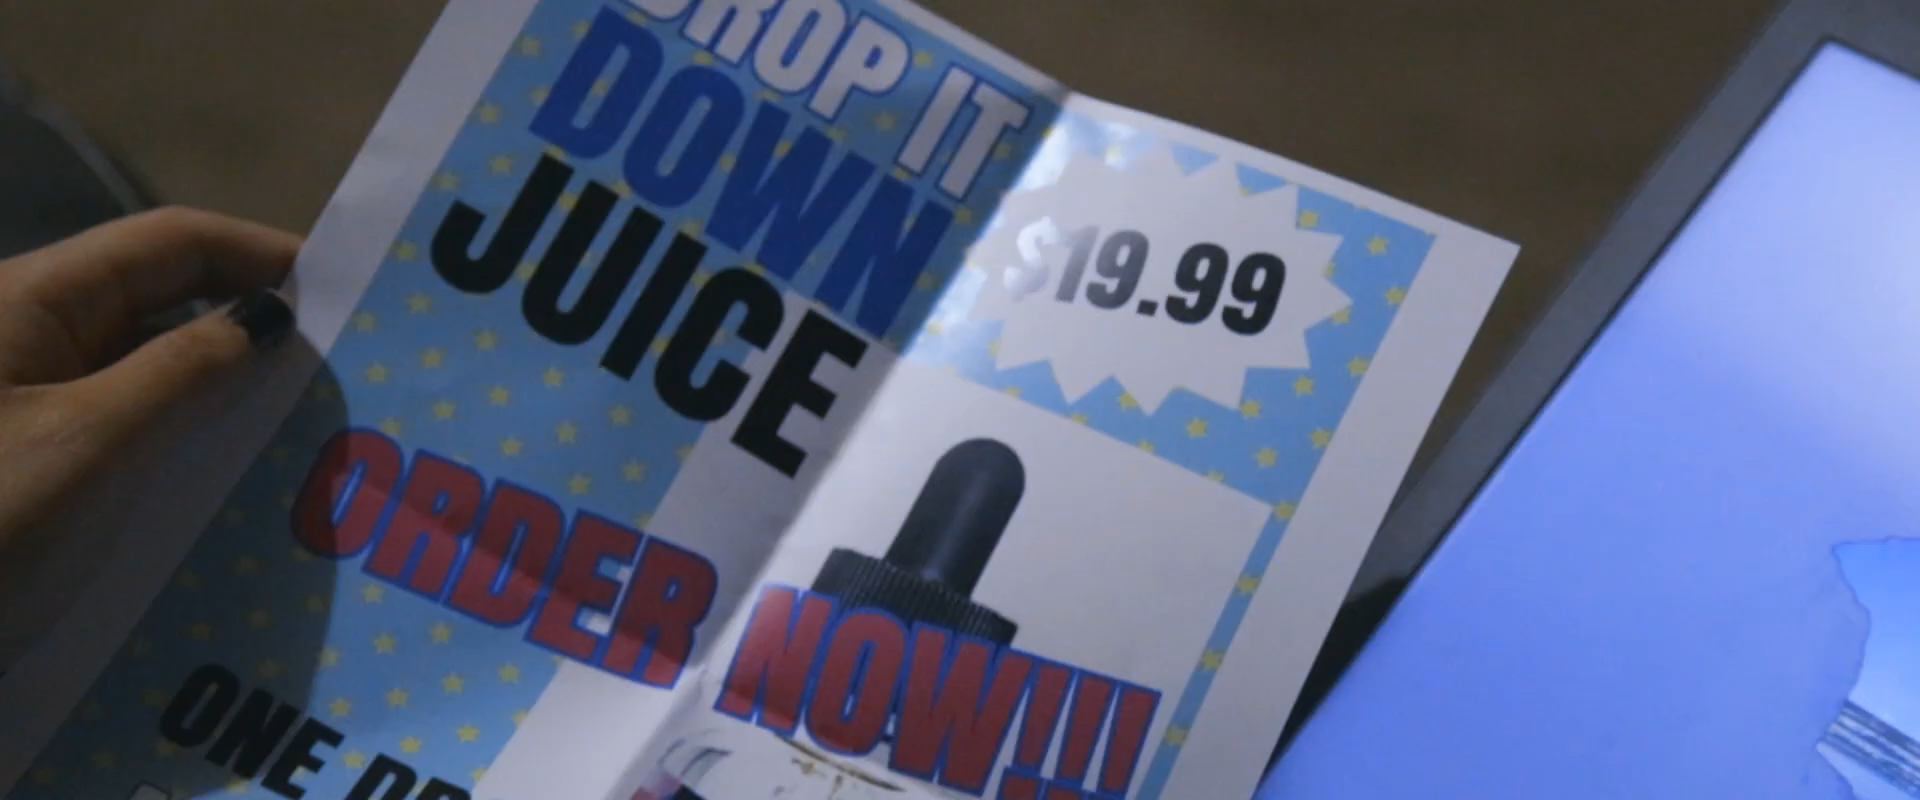 DROP IT
DOWN
JUICE
$19.99
ORDER NOW!!!
ONE